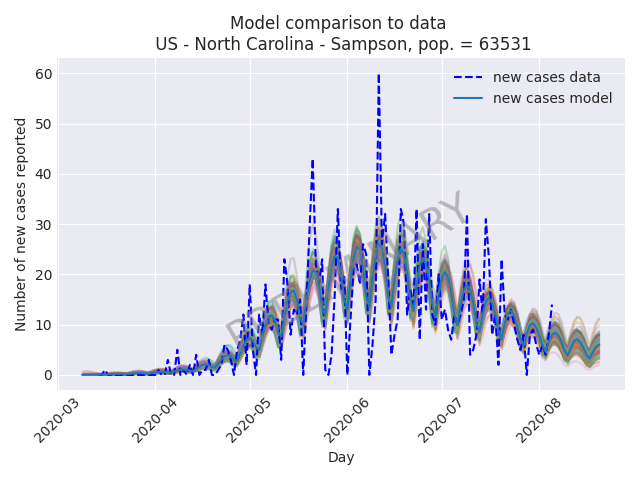 Model comparison to data
US - North Carolina - Sampson, pop. = 63531
new cases data
new cases model
PRELIMINARY
Number of new cases reported
60
50
40
30
20
10
0
2020-03
2020-04
2020-05
2020-06
2020-07
2020-08
Day